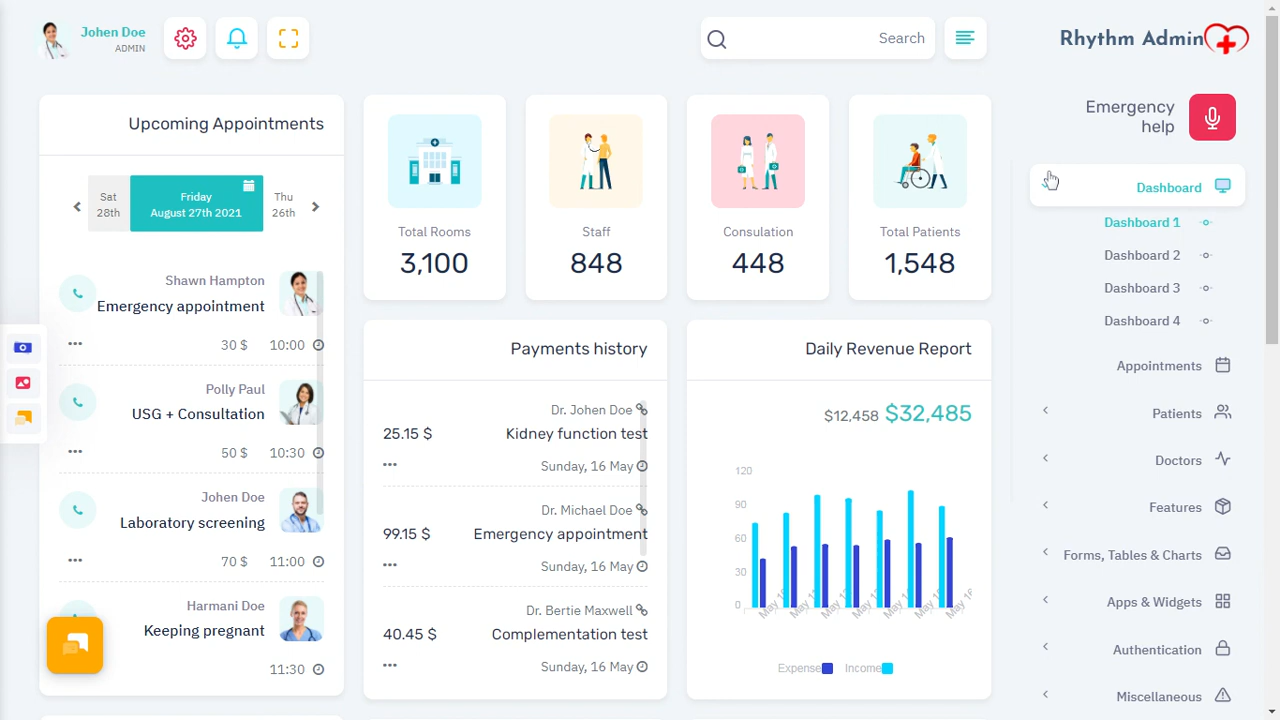 Johen Doe
ADMIN
Search
Rhythm Admin
Upcoming Appointments
Sat
28th
Friday
August 27th 2021
Thu
26th
Shawn Hampton
Emergency appointment
30 $ 10:00
Polly Paul
USG + Consultation
50 $ 10:30
Johen Doe
Laboratory screening
70 $ 11:00
Harmani Doe
Keeping pregnant
11:30
Total Rooms
3,100
Staff
848
Consulation
448
Total Patients
1,548
Payments history
Dr. Johen Doe
25.15 $ Kidney function test
Sunday, 16 May
Dr. Michael Doe
99.15 $ Emergency appointment
Sunday, 16 May
Dr. Bertie Maxwell
40.45 $ Complementation test
Sunday, 16 May
Daily Revenue Report
$12,458 $32,485
120
90
60
30
0
Expense Income
Emergency
help
Dashboard
Dashboard 1
Dashboard 2
Dashboard 3
Dashboard 4
Appointments
Patients
Doctors
Features
Forms, Tables & Charts
Apps & Widgets
Authentication
Miscellaneous